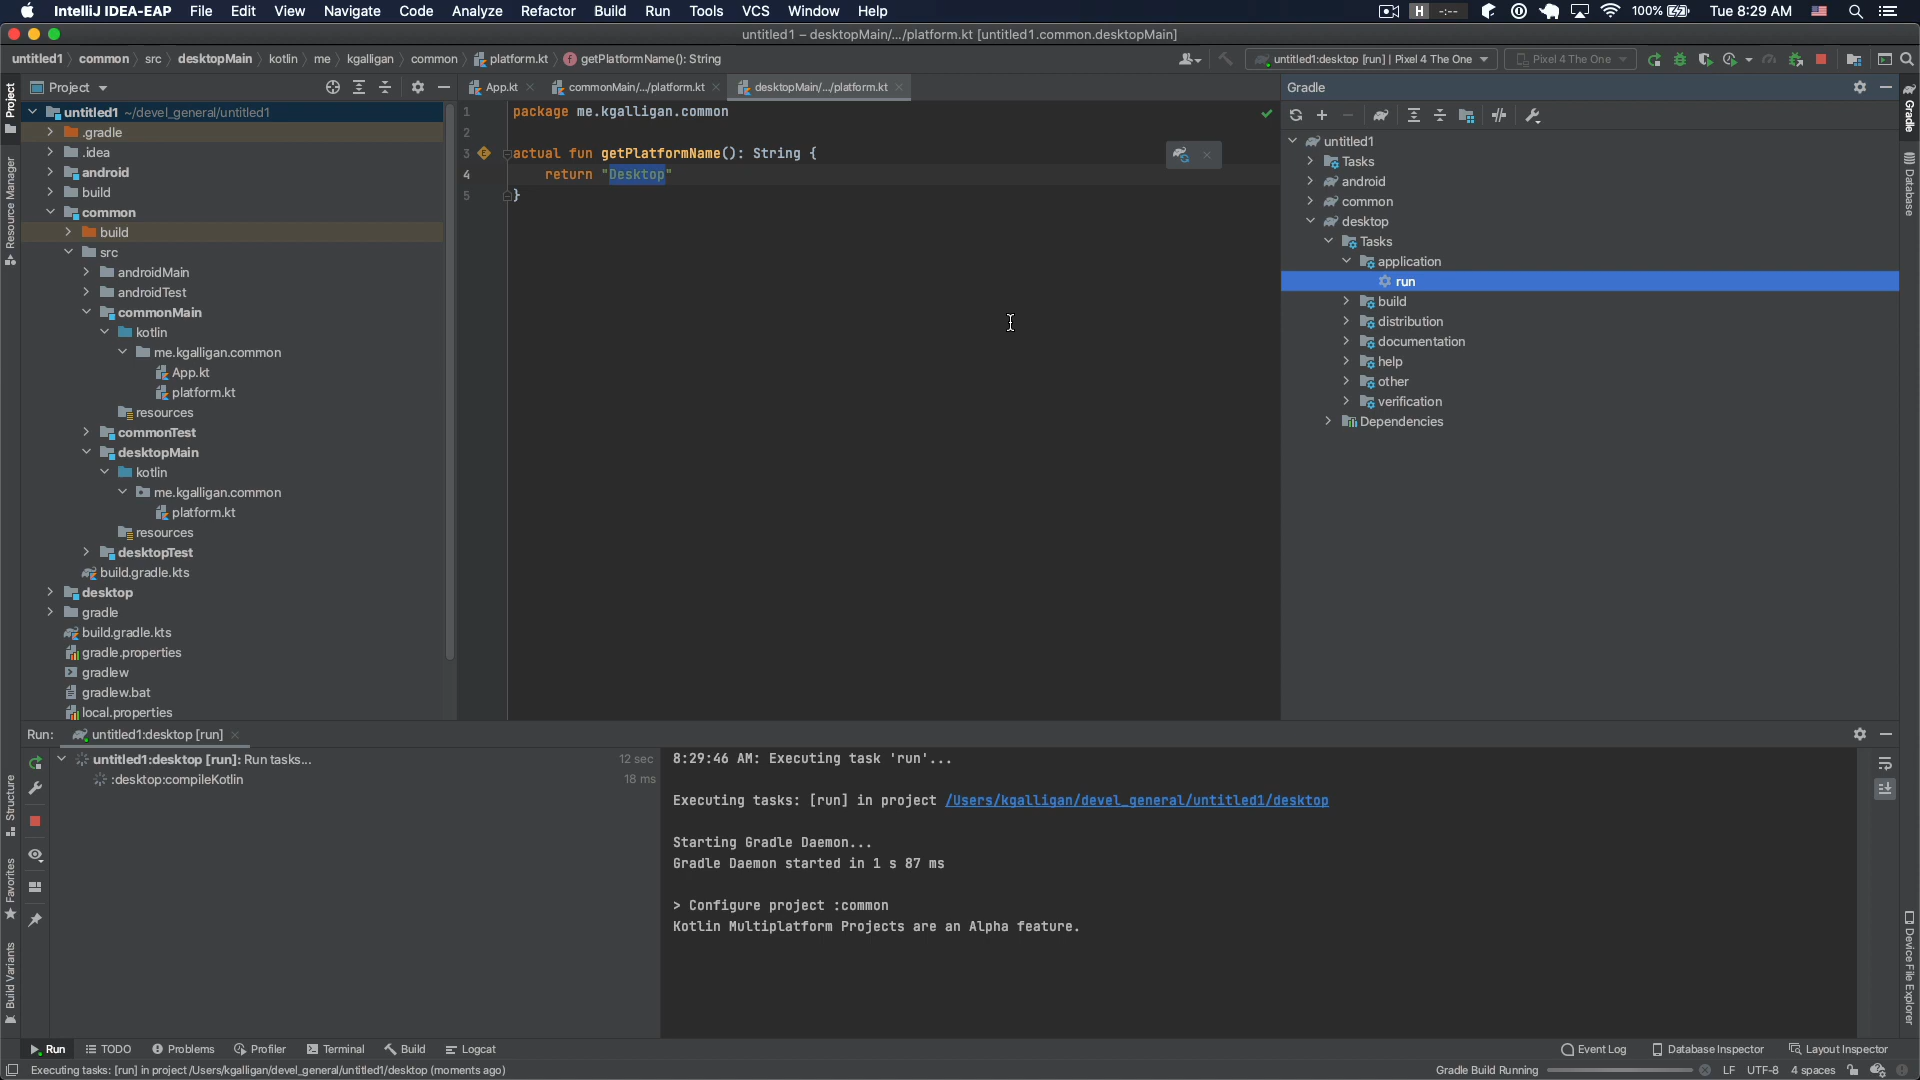 IntelliJ IDEA-EAP File Edit View Navigate Code Analyze Refactor Build Run Tools VCS Window Help
H -:-- 100% Tue 8:29 AM
untitled1 – desktopMain/.../platform.kt [untitled1.common.desktopMain]
untitled1 common src desktopMain kotlin me kgalligan common platform.kt getPlatformName(): String
untitled1:desktop [run] | Pixel 4 The One Pixel 4 The One
Project
App.kt commonMain/.../platform.kt desktopMain/.../platform.kt
Gradle
Project
Resource Manager
Structure
Favorites
Build Variants
untitled1 ~/devel_general/untitled1
.gradle
.idea
android
build
common
build
src
androidMain
androidTest
commonMain
kotlin
me.kgalligan.common
App.kt
platform.kt
resources
commonTest
desktopMain
kotlin
me.kgalligan.common
platform.kt
resources
desktopTest
build.gradle.kts
desktop
gradle
build.gradle.kts
gradle.properties
gradlew
gradlew.bat
local.properties
1 package me.kgalligan.common
2
3 actual fun getPlatformName(): String {
4 return "Desktop"
5 }
untitled1
Tasks
android
common
desktop
Tasks
application
run
build
distribution
documentation
help
other
verification
Dependencies
Gradle
Database
Device File Explorer
Run: untitled1:desktop [run]
untitled1:desktop [run]: Run tasks... 12 sec
:desktop:compileKotlin 18 ms
8:29:46 AM: Executing task 'run'...
Executing tasks: [run] in project /Users/kgalligan/devel_general/untitled1/desktop
Starting Gradle Daemon...
Gradle Daemon started in 1 s 87 ms
> Configure project :common
Kotlin Multiplatform Projects are an Alpha feature.
Run TODO Problems Profiler Terminal Build Logcat Event Log Database Inspector Layout Inspector
Executing tasks: [run] in project /Users/kgalligan/devel_general/untitled1/desktop (moments ago) Gradle Build Running LF UTF-8 4 spaces